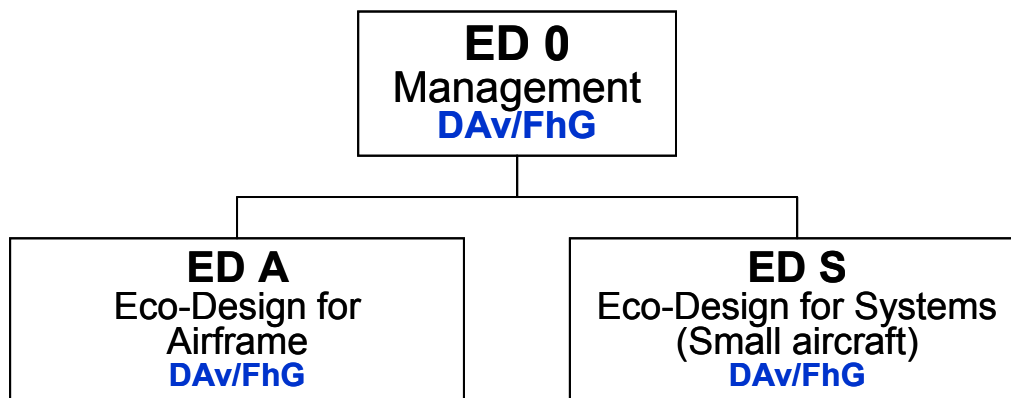 ED 0
Management
DAv/FhG
ED A
Eco-Design for
Airframe
DAv/FhG
ED S
Eco-Design for Systems
(Small aircraft)
DAv/FhG